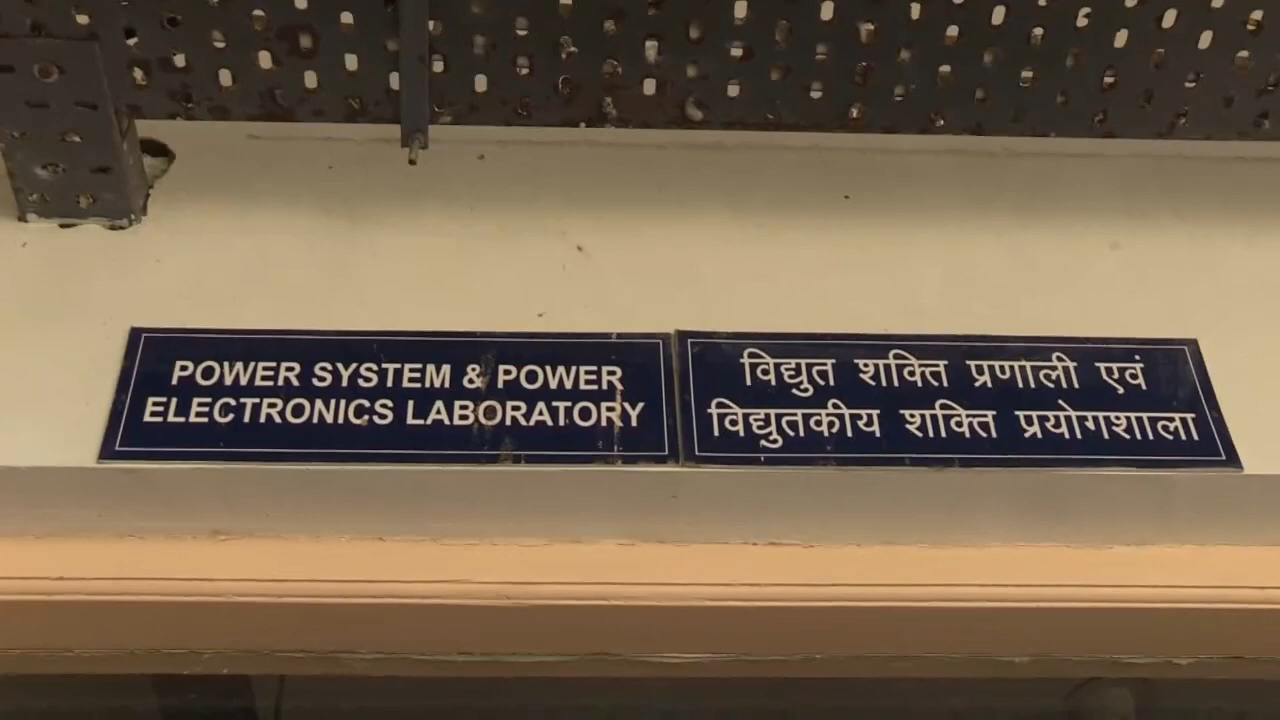 POWER SYSTEM & POWER
ELECTRONICS LABORATORY
विद्युत शक्ति प्रणाली एवं
विद्युतकीय शक्ति प्रयोगशाला